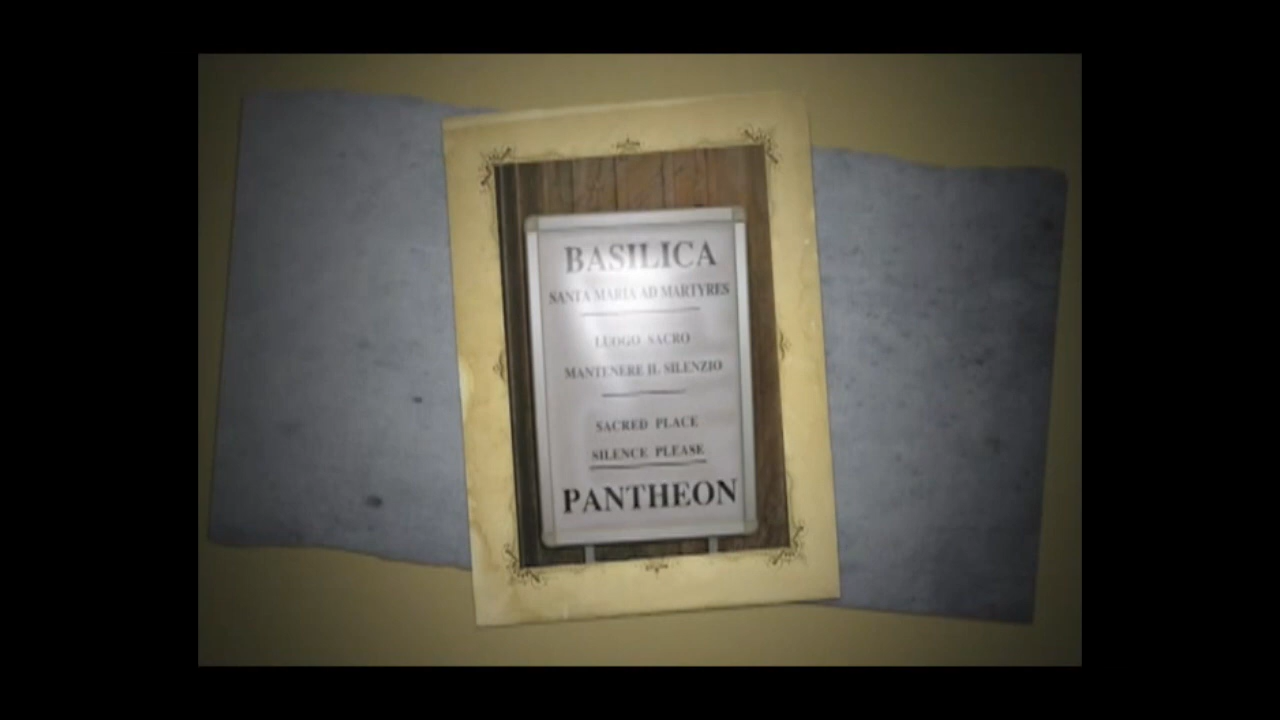 BASILICA
SANTA MARIA AD MARTYRES
LUOGO SACRO
MANTENERE IL SILENZIO
SACRED PLACE
SILENCE PLEASE
PANTHEON